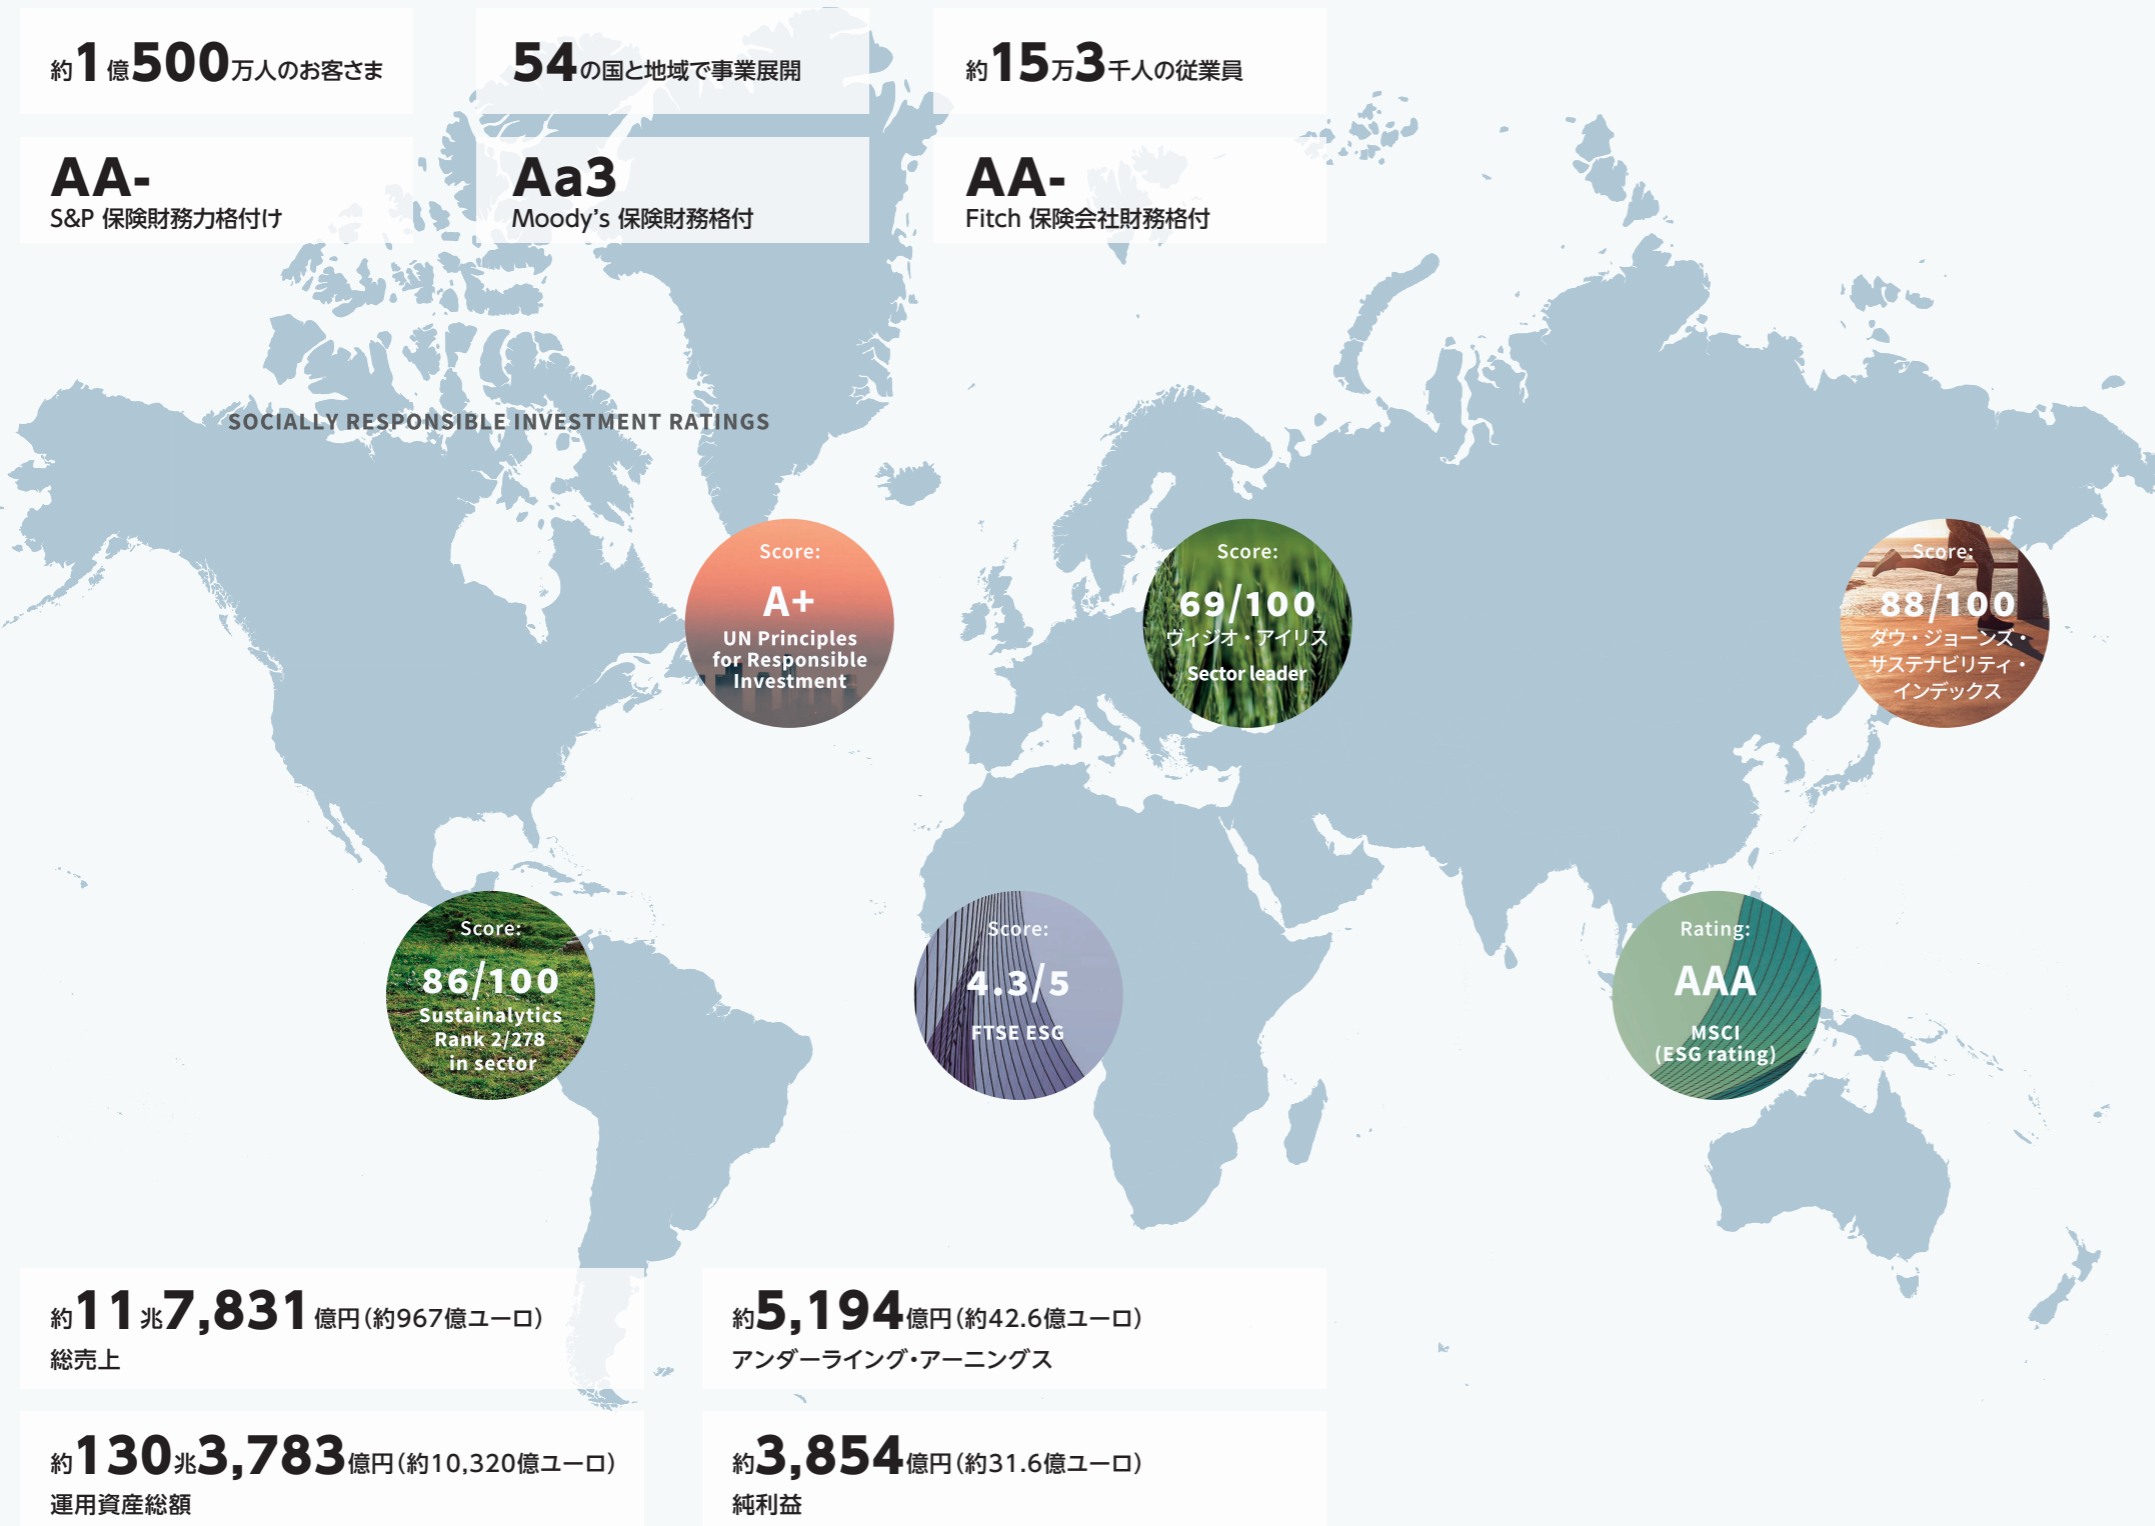 約1億500万人のお客さま
54の国と地域で事業展開
約15万3千人の従業員
AA-
S&P 保険財務力格付け
Aa3
Moody's 保険財務格付
AA-
Fitch 保険会社財務格付
SOCIALLY RESPONSIBLE INVESTMENT RATINGS
Score:
A+
UN Principles
for Responsible
Investment
Score:
69/100
ヴィジオ・アイリス
Sector leader
Score:
88/100
ダウ・ジョーンズ・
サステナビリティ・
インデックス
Score:
86/100
Sustainalytics
Rank 2/278
in sector
Score:
4.3/5
FTSE ESG
Rating:
AAA
MSCI
(ESG rating)
約11兆7,831億円(約967億ユーロ)
総売上
約5,194億円(約42.6億ユーロ)
アンダーライング・アーニングス
約130兆3,783億円(約10,320億ユーロ)
運用資産総額
約3,854億円(約31.6億ユーロ)
純利益